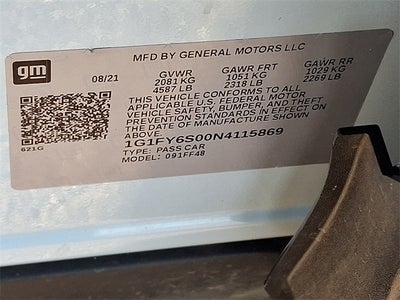 MFD BY GENERAL MOTORS LLC
gm
08/21 GVWR GAWR FRT GAWR RR
2081 KG 1051 KG 1029 KG
4587 LB 2318 LB 2269 LB
THIS VEHICLE CONFORMS TO ALL
APPLICABLE U.S. FEDERAL MOTOR
VEHICLE SAFETY, BUMPER, AND THEFT
PREVENTION STANDARDS IN EFFECT ON
THE DATE OF MANUFACTURE SHOWN
ABOVE.
1G1FY6S00N4115869
TYPE: PASS CAR
MODEL: 091FF48
621G